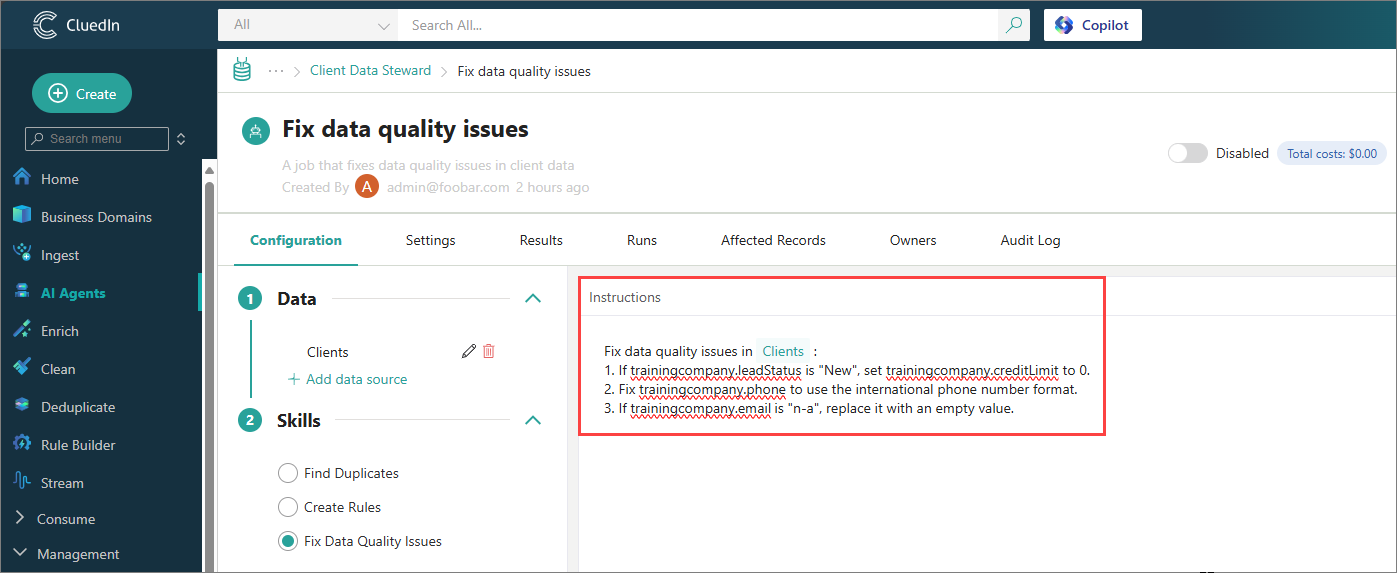 CluedIn
All
Search All...
Copilot
Create
Search menu
Home
Business Domains
Ingest
AI Agents
Enrich
Clean
Deduplicate
Rule Builder
Stream
Consume
Management
··· > Client Data Steward > Fix data quality issues
Fix data quality issues
A job that fixes data quality issues in client data
Created By A admin@foobar.com 2 hours ago
Disabled
Total costs: $0.00
Configuration Settings Results Runs Affected Records Owners Audit Log
1 Data
Clients
+ Add data source
2 Skills
Find Duplicates
Create Rules
Fix Data Quality Issues
Instructions
Fix data quality issues in Clients :
1. If trainingcompany.leadStatus is "New", set trainingcompany.creditLimit to 0.
2. Fix trainingcompany.phone to use the international phone number format.
3. If trainingcompany.email is "n-a", replace it with an empty value.